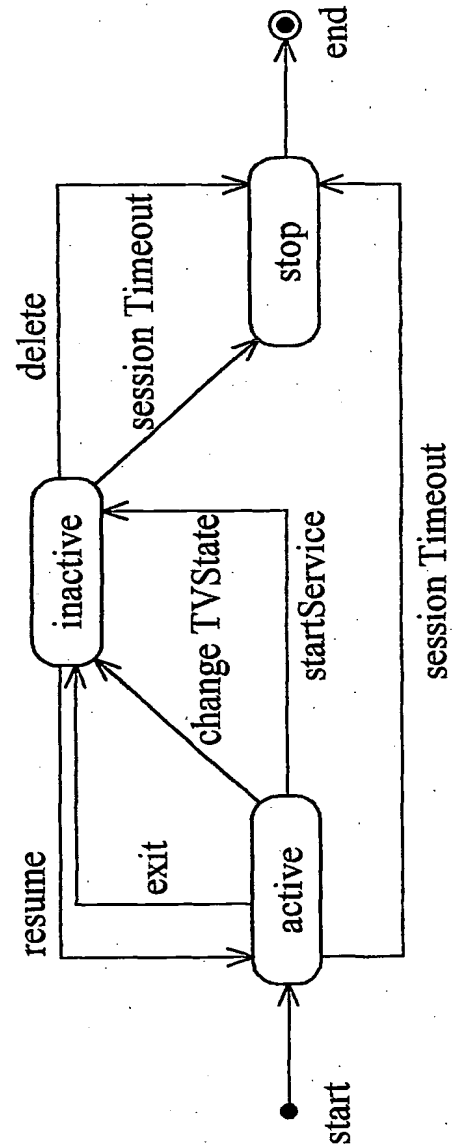 resume
delete
inactive
exit
change TVState
session Timeout
startService
active
stop
start
end
session Timeout